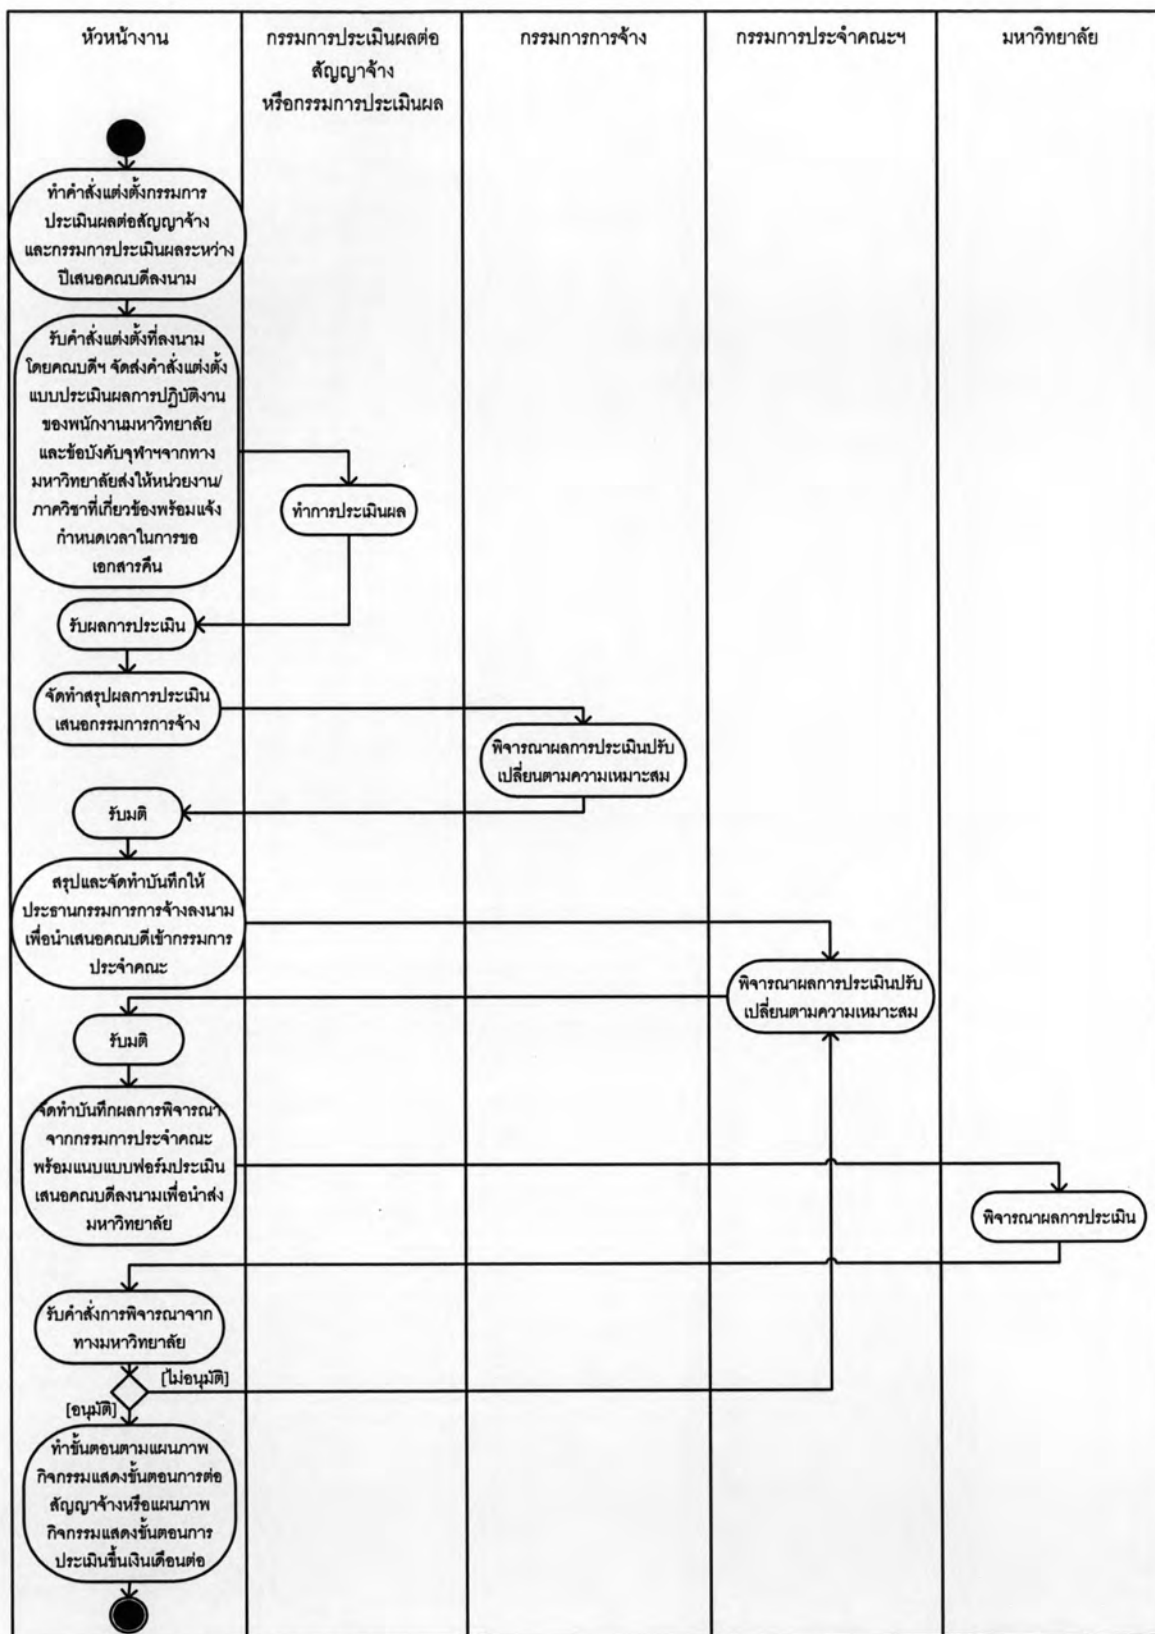 หัวหน้างาน
กรรมการประเมินผลต่อ
สัญญาจ้าง
หรือกรรมการประเมินผล
กรรมการการจ้าง
กรรมการประจำคณะฯ
มหาวิทยาลัย
ทำคำสั่งแต่งตั้งกรรมการ
ประเมินผลต่อสัญญาจ้าง
และกรรมการประเมินผลระหว่าง
ปีเสนอคณบดีลงนาม
รับคำสั่งแต่งตั้งที่ลงนาม
โดยคณบดีฯ จัดส่งคำสั่งแต่งตั้ง
แบบประเมินผลการปฏิบัติงาน
ของพนักงานมหาวิทยาลัย
และข้อบังคับจุฬาฯจากทาง
มหาวิทยาลัยส่งให้หน่วยงาน/
ภาควิชาที่เกี่ยวข้องพร้อมแจ้ง
กำหนดเวลาในการขอ
เอกสารคืน
ทำการประเมินผล
รับผลการประเมิน
จัดทำสรุปผลการประเมิน
เสนอกรรมการการจ้าง
พิจารณาผลการประเมินปรับ
เปลี่ยนตามความเหมาะสม
รับมติ
สรุปและจัดทำบันทึกให้
ประธานกรรมการการจ้างลงนาม
เพื่อนำเสนอคณบดีเข้ากรรมการ
ประจำคณะ
พิจารณาผลการประเมินปรับ
เปลี่ยนตามความเหมาะสม
รับมติ
จัดทำบันทึกผลการพิจารณา
จากกรรมการประจำคณะ
พร้อมแนบแบบฟอร์มประเมิน
เสนอคณบดีลงนามเพื่อนำส่ง
มหาวิทยาลัย
พิจารณาผลการประเมิน
รับคำสั่งการพิจารณาจาก
ทางมหาวิทยาลัย
[ไม่อนุมัติ]
[อนุมัติ]
ทำขั้นตอนตามแผนภาพ
กิจกรรมแสดงขั้นตอนการต่อ
สัญญาจ้างหรือแผนภาพ
กิจกรรมแสดงขั้นตอนการ
ประเมินขึ้นเงินเดือนต่อ